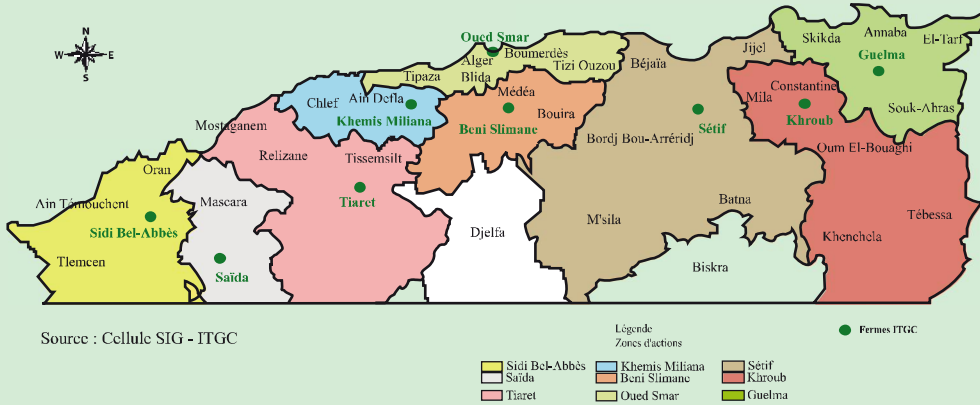 N
W E
S
Oued Smar
Alger
Boumerdès
Blida
Tipaza
Tizi Ouzou
Béjaïa
Jijel
Skikda
Annaba
El-Tarf
Guelma
Souk-Ahras
Chlef
Ain Defla
Khemis Miliana
Médéa
Bouira
Beni Slimane
Sétif
Bordj Bou-Arréridj
Mila
Constantine
Khroub
Oum El-Bouaghi
Mostaganem
Relizane
Tissemsilt
Tiaret
Oran
Ain Témouchent
Sidi Bel-Abbès
Tlemcen
Mascara
Saïda
Djelfa
M'sila
Batna
Biskra
Khenchela
Tébessa
Source : Cellule SIG - ITGC
Légende
Zones d'actions
Fermes ITGC
Sidi Bel-Abbès
Saïda
Tiaret
Khemis Miliana
Beni Slimane
Oued Smar
Sétif
Khroub
Guelma